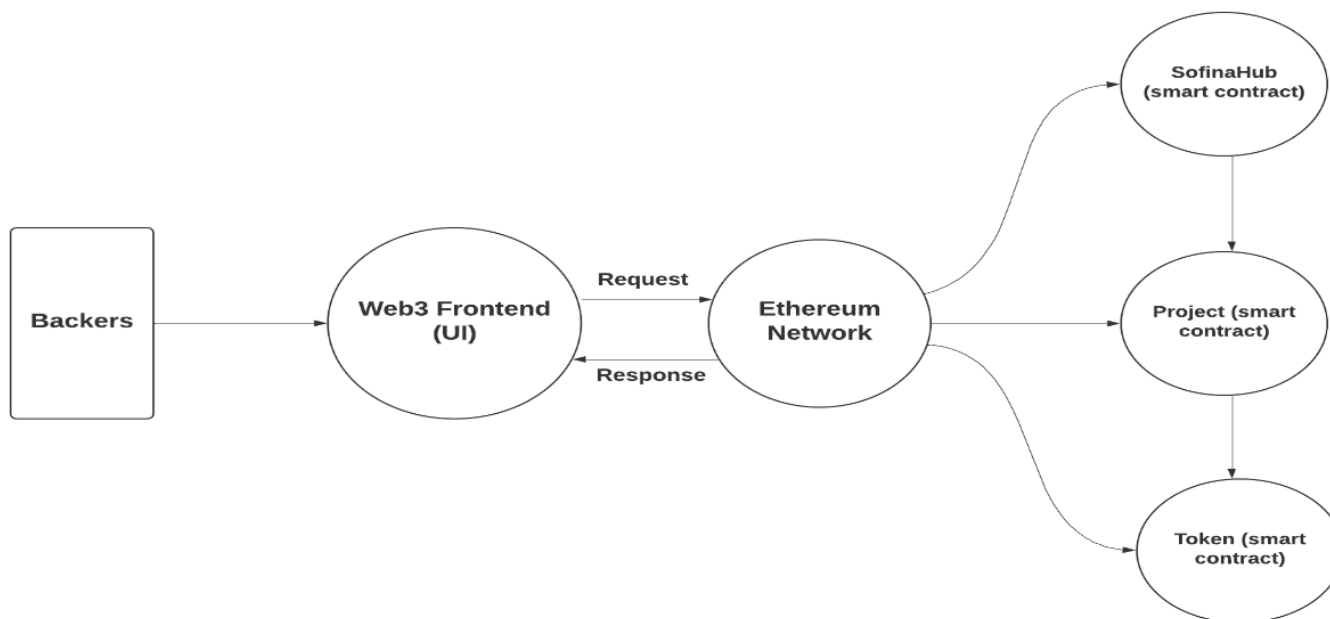 Backers
Web3 Frontend
(UI)
Request
Response
Ethereum
Network
SofinaHub
(smart contract)
Project (smart
contract)
Token (smart
contract)